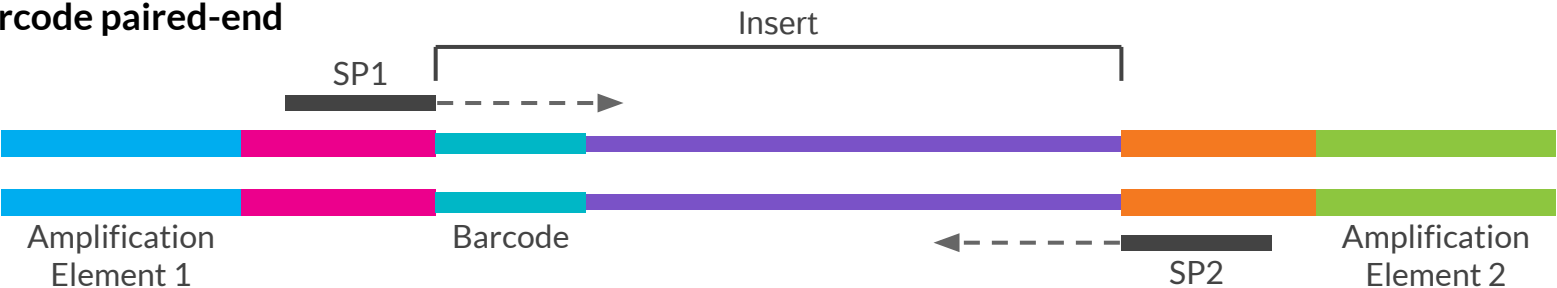 rcode paired-end
Insert
SP1
Amplification
Element 1
Barcode
SP2
Amplification
Element 2